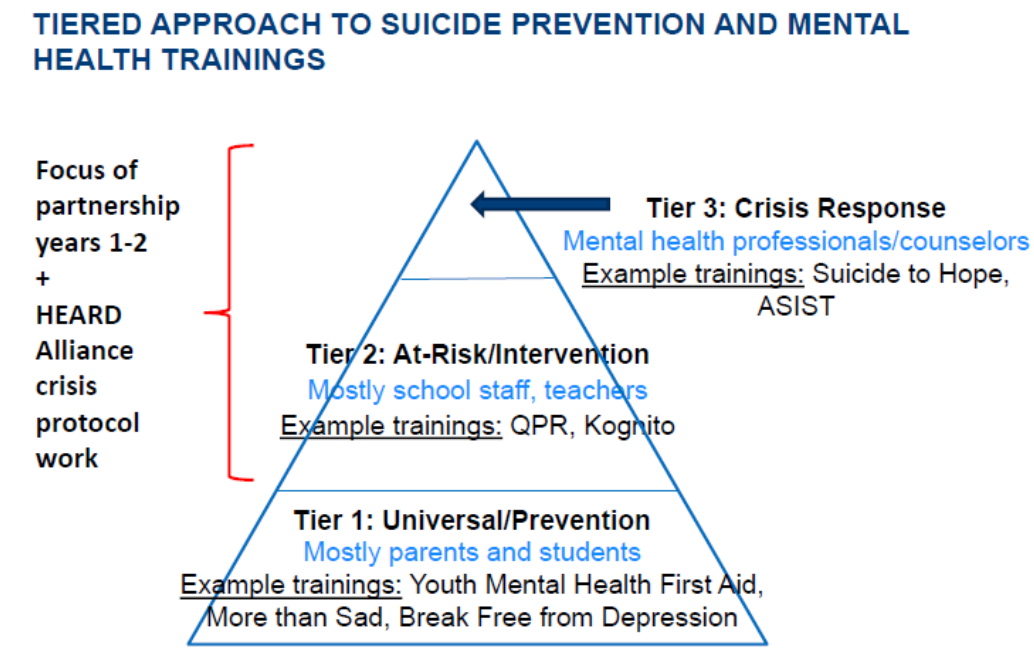 TIERED APPROACH TO SUICIDE PREVENTION AND MENTAL
HEALTH TRAININGS
Focus of
partnership
years 1-2
+
HEARD
Alliance
crisis
protocol
work
Tier 3: Crisis Response
Mental health professionals/counselors
Example trainings: Suicide to Hope,
ASIST
Tier 2: At-Risk/Intervention
Mostly school staff, teachers
Example trainings: QPR, Kognito
Tier 1: Universal/Prevention
Mostly parents and students
Example trainings: Youth Mental Health First Aid,
More than Sad, Break Free from Depression